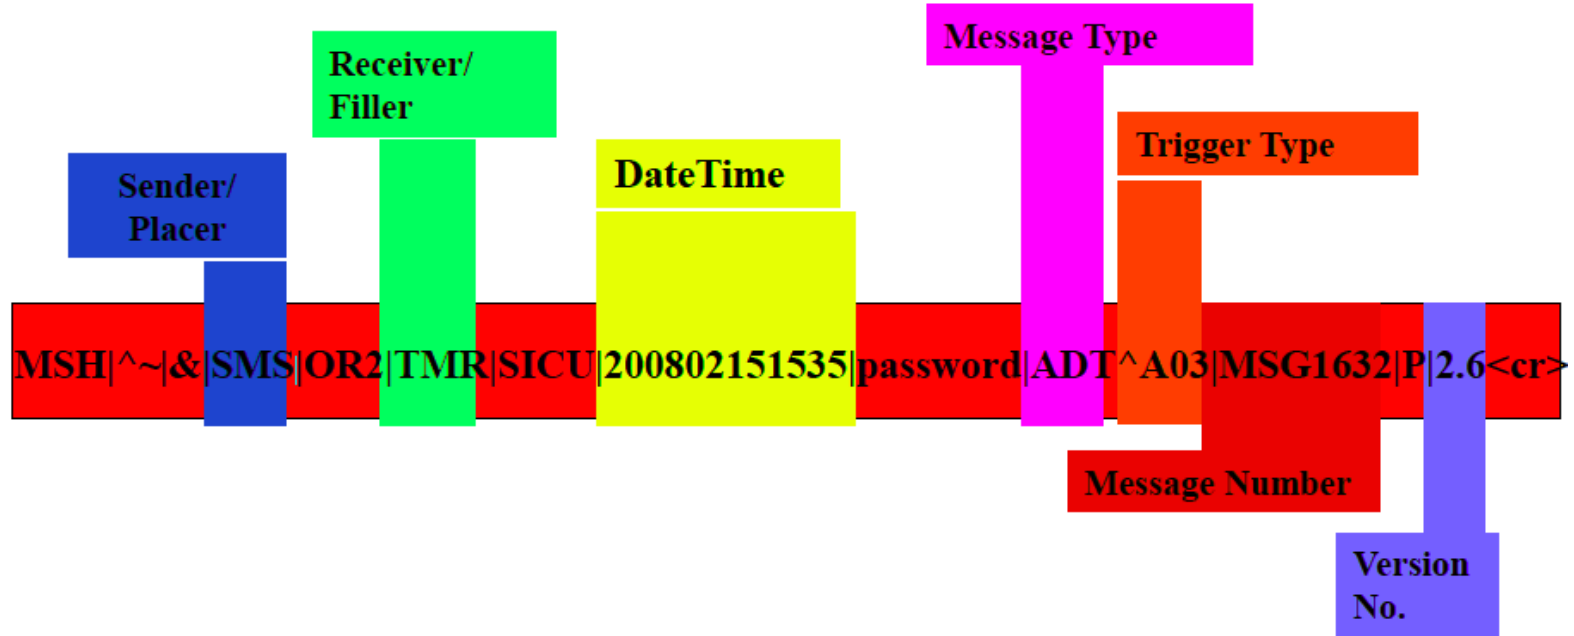 Message Type
Receiver/
Filler
Trigger Type
DateTime
Sender/
Placer
MSH|^~|&|SMS|OR2|TMR|SICU|200802151535|password|ADT^A03|MSG1632|P|2.6<cr>
Message Number
Version
No.